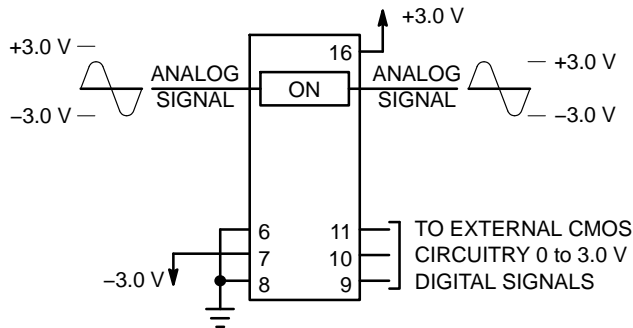 +3.0 V
16
+3.0 V
−3.0 V
ANALOG
SIGNAL
ON
ANALOG
SIGNAL
+3.0 V
−3.0 V
6
7
8
−3.0 V
11
10
9
TO EXTERNAL CMOS
CIRCUITRY 0 to 3.0 V
DIGITAL SIGNALS